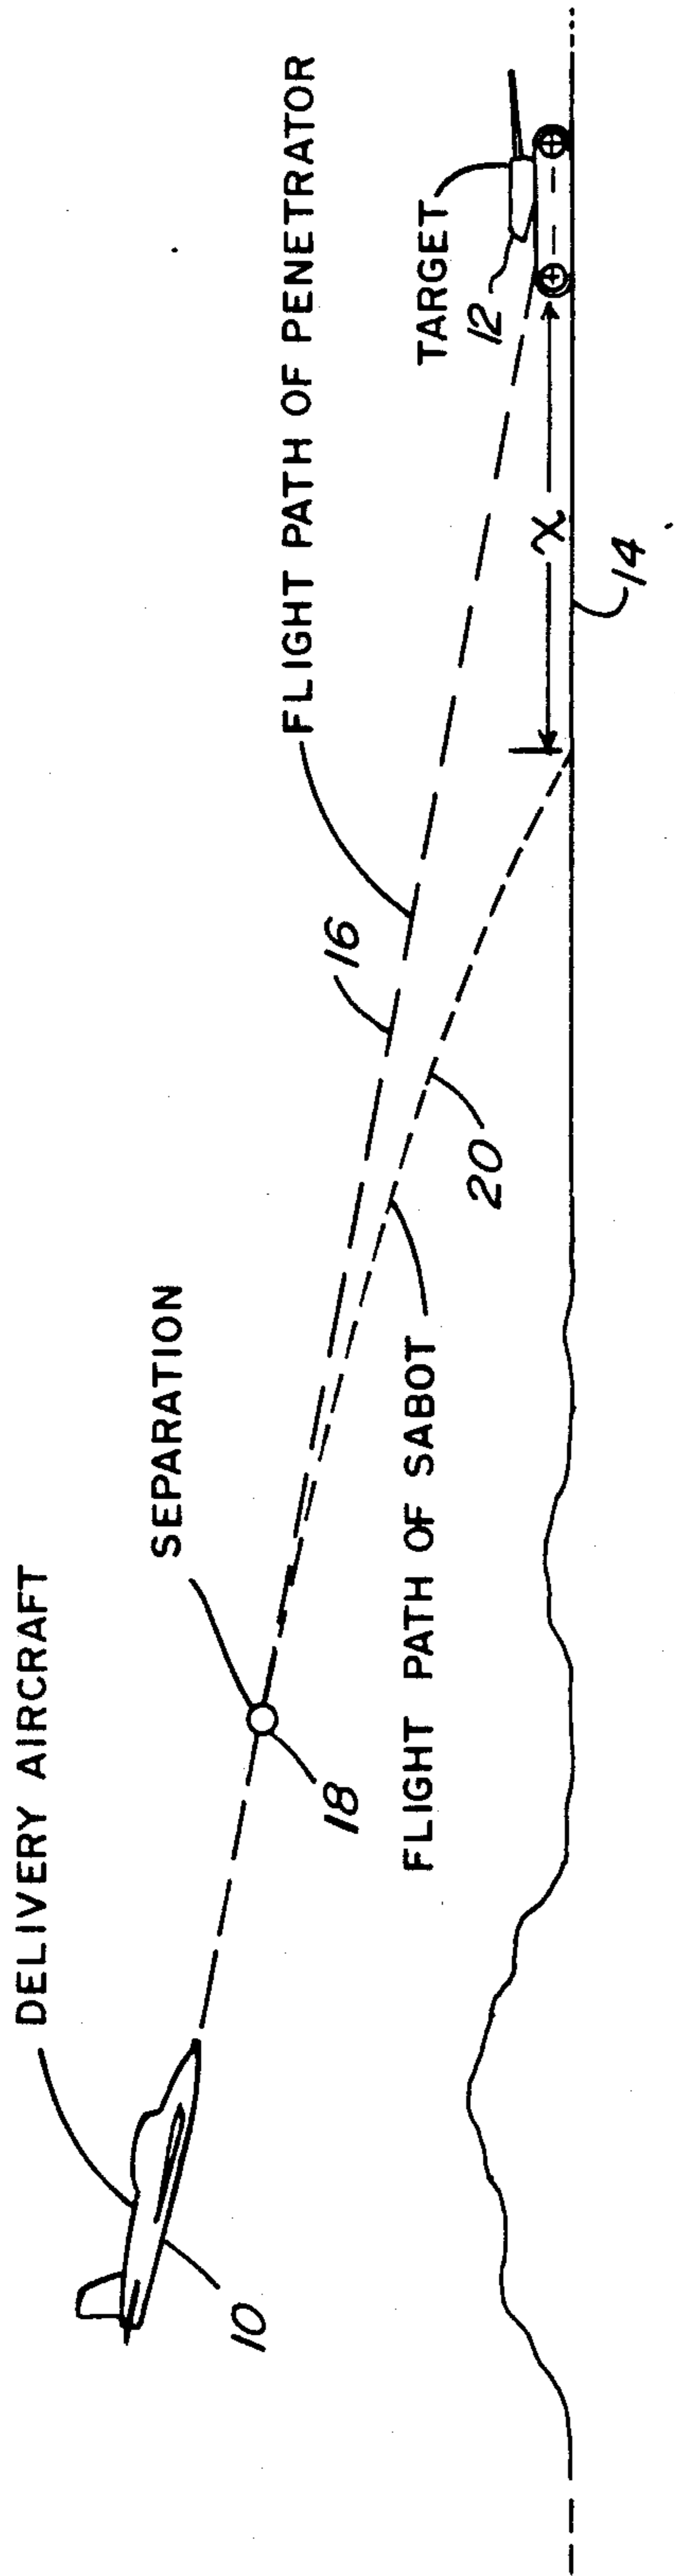 DELIVERY AIRCRAFT
10
SEPARATION
18
FLIGHT PATH OF SABOT
20
16
FLIGHT PATH OF PENETRATOR
TARGET
12
X
14